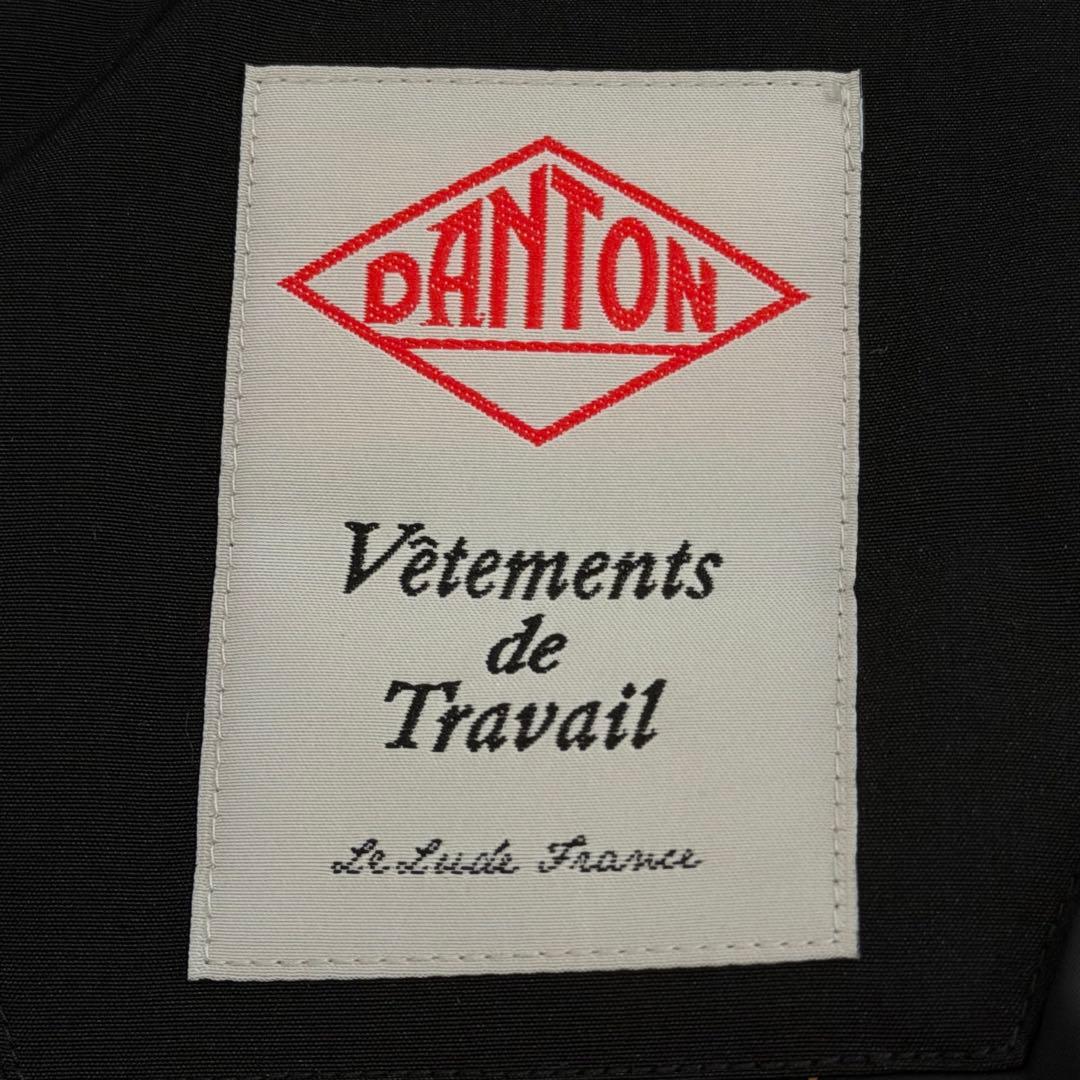 DANTON
Vêtements
de
Travail
Le Lude France